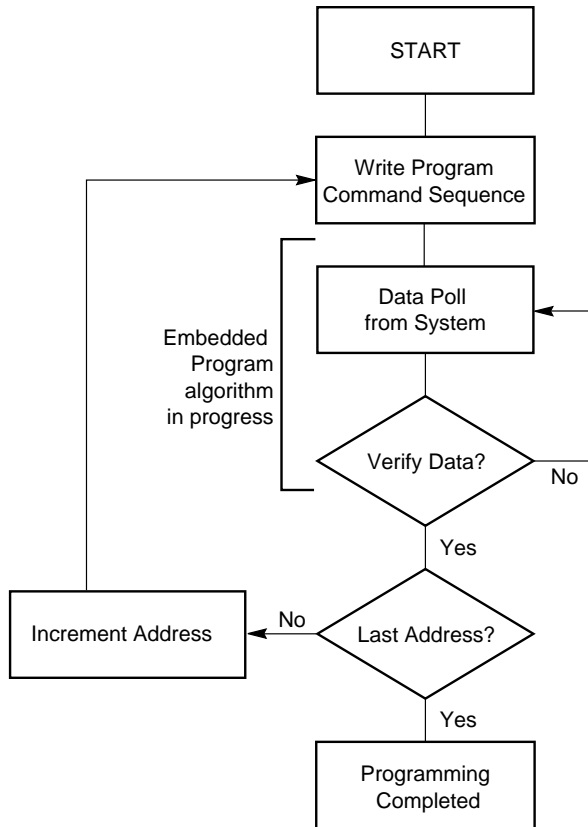 START
Write Program
Command Sequence
Data Poll
from System
Embedded
Program
algorithm
in progress
Verify Data?
No
Yes
Increment Address
No
Last Address?
Yes
Programming
Completed